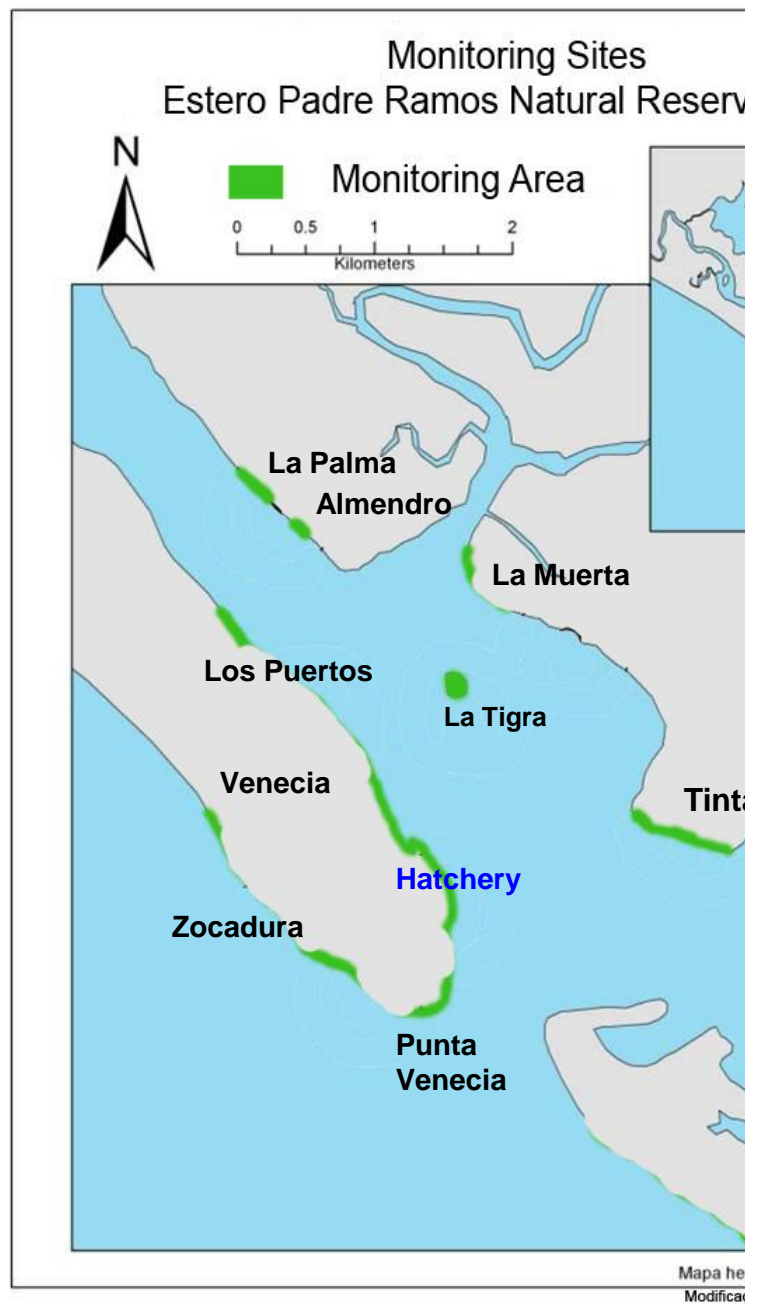 Monitoring Sites
Estero Padre Ramos Natural Reserv
N
Monitoring Area
0 0.5 1 2
Kilometers
La Palma
Almendro
La Muerta
Los Puertos
La Tigra
Venecia
Tinta
Hatchery
Zocadura
Punta
Venecia
Mapa he
Modificad